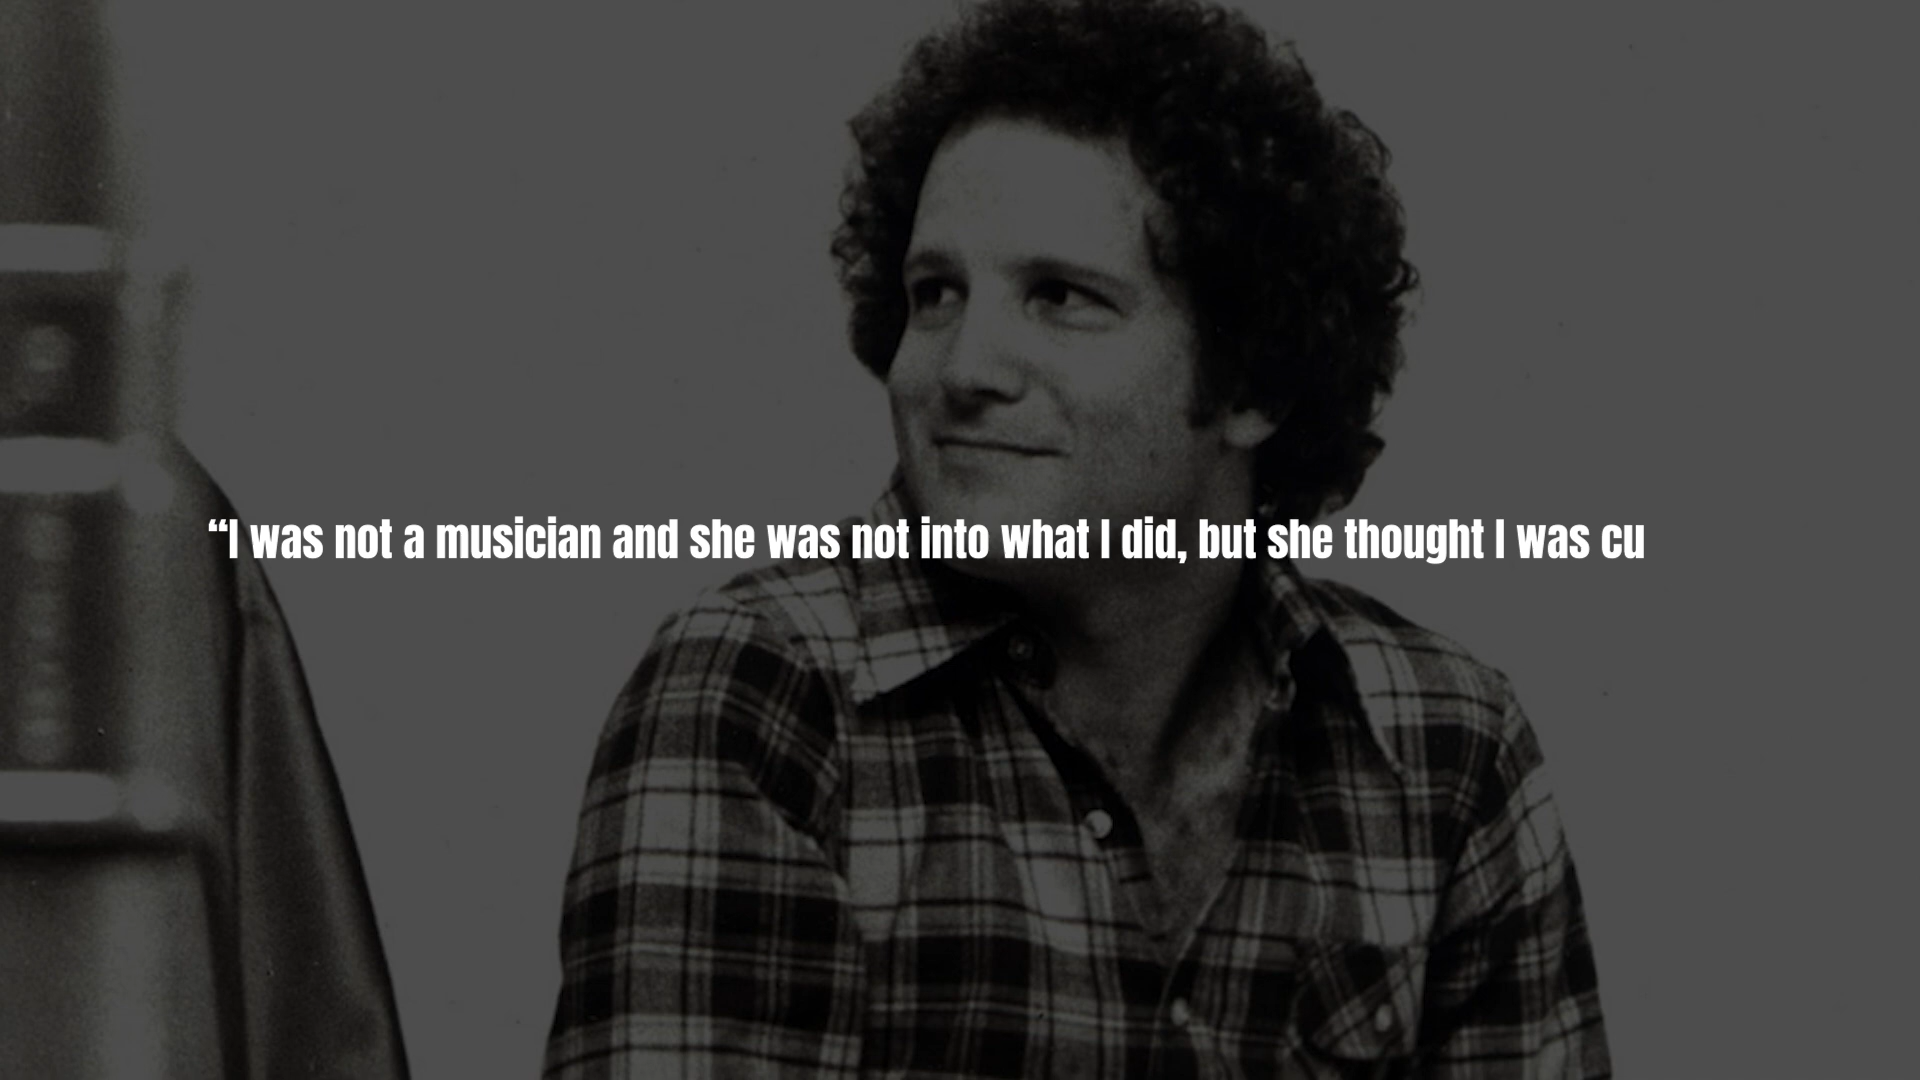 “I was not a musician and she was not into what I did, but she thought I was cu